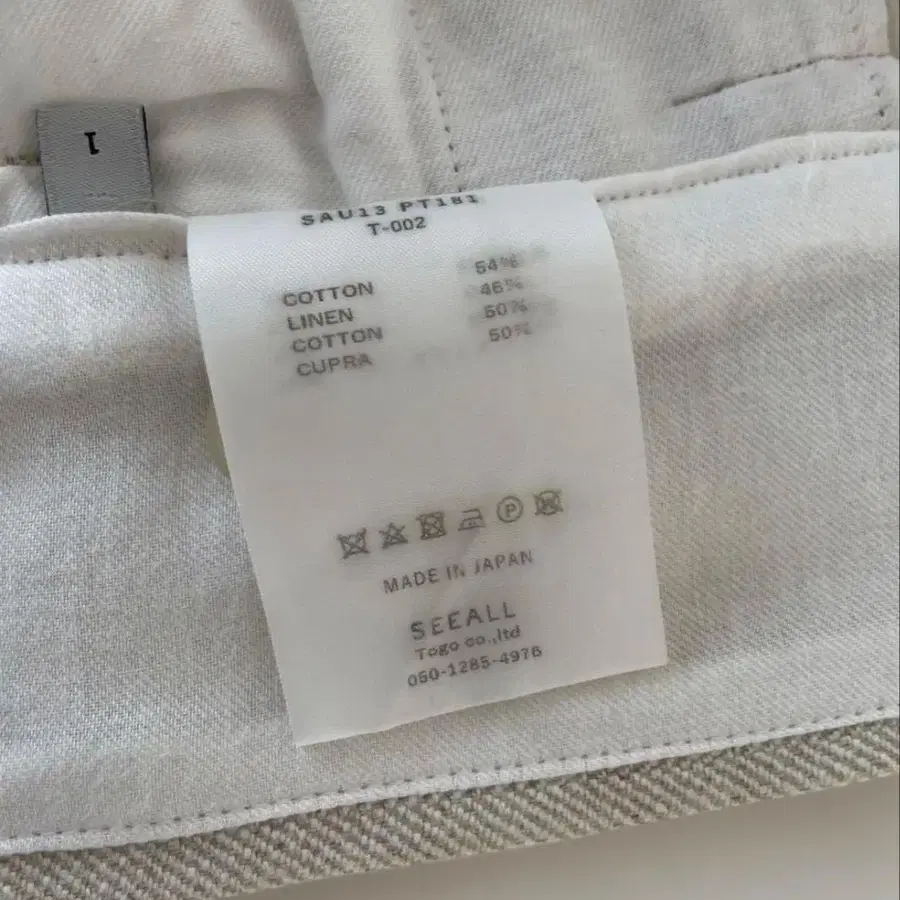 1
SAU13 PT181
T-002
COTTON 54%
LINEN 46%
COTTON 50%
CUPRA 50%
P
MADE IN JAPAN
SEEALL
Togo co.,ltd
050-1285-4976